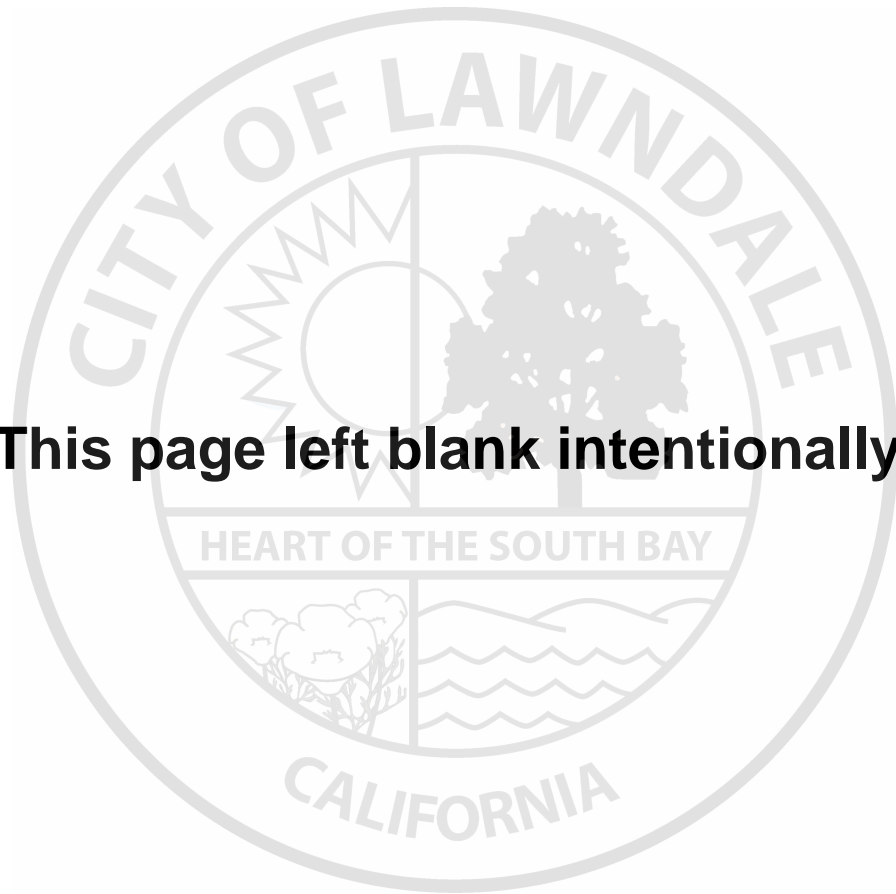 CITY OF LAWNDALE
This page left blank intentionally
HEART OF THE SOUTH BAY
CALIFORNIA